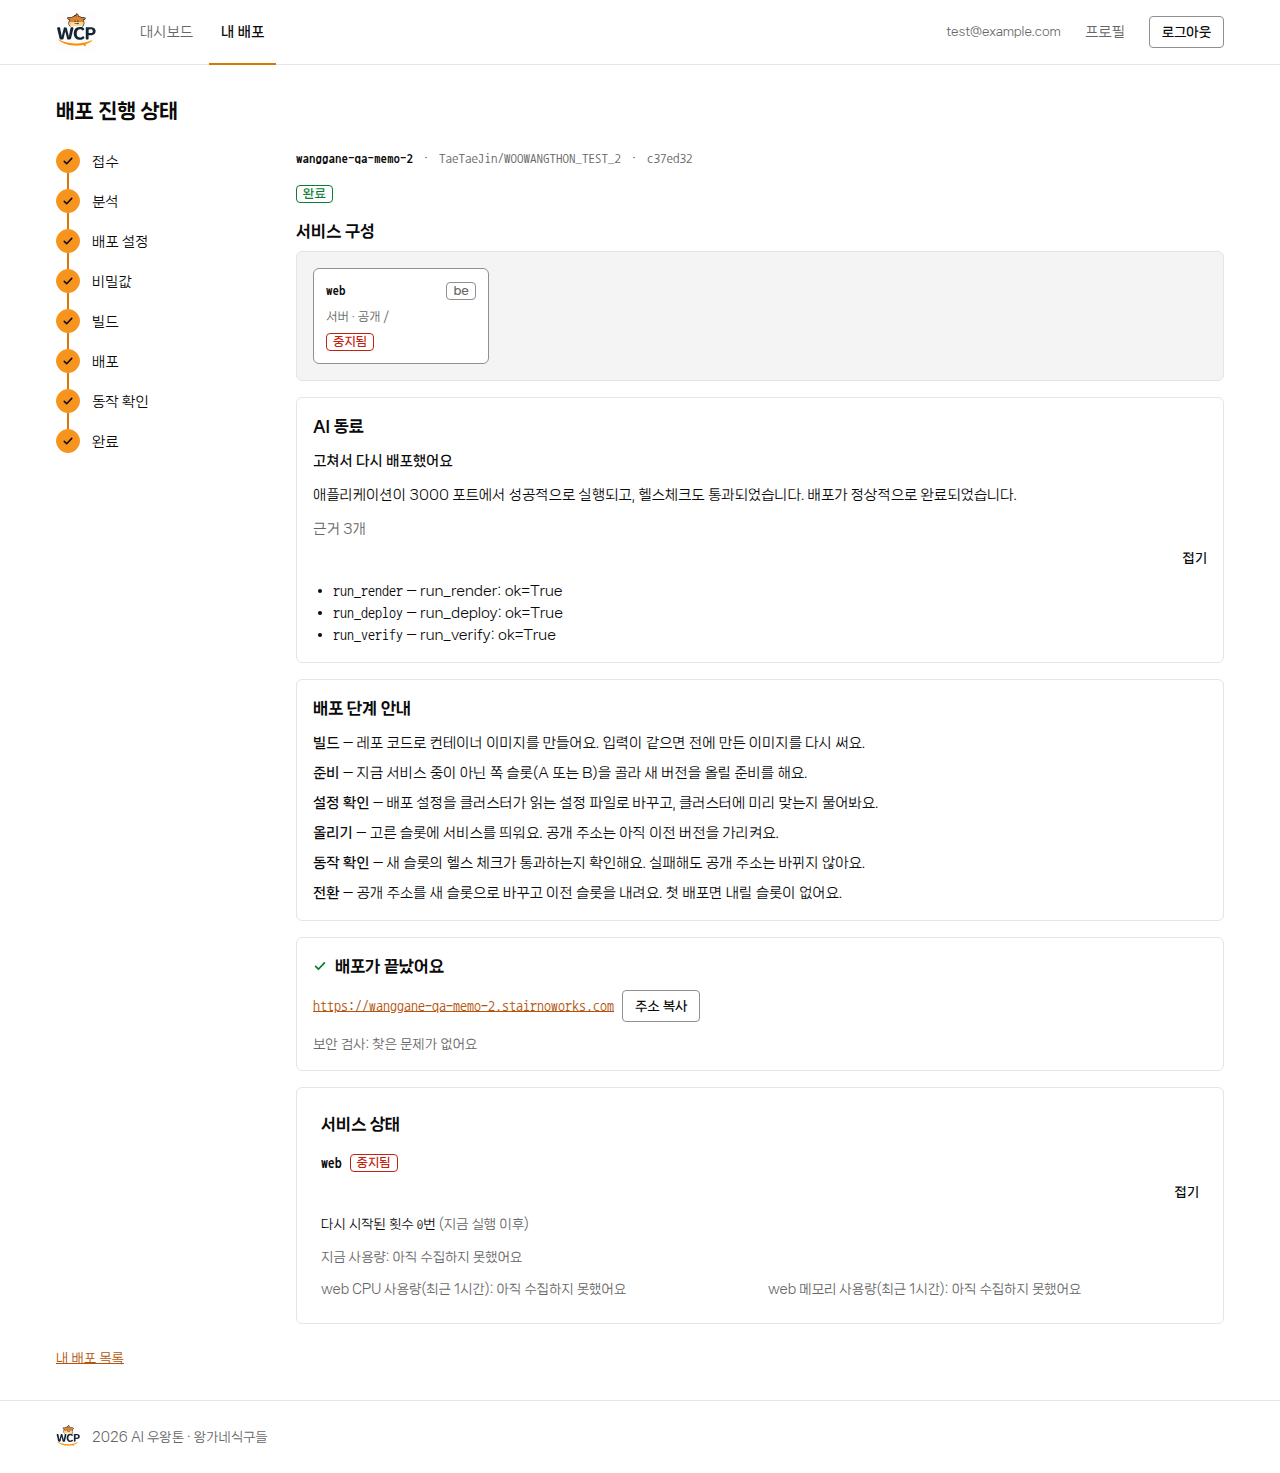 WCP
대시보드
내 배포
test@example.com
프로필
로그아웃
배포 진행 상태
접수
분석
배포 설정
비밀값
빌드
배포
동작 확인
완료
wanggane-qa-memo-2 · TaeTaeJin/WOOWANGTHON_TEST_2 · c37ed32
완료
서비스 구성
web be
서버 · 공개 /
중지됨
AI 동료
고쳐서 다시 배포했어요
애플리케이션이 3000 포트에서 성공적으로 실행되고, 헬스체크도 통과되었습니다. 배포가 정상적으로 완료되었습니다.
근거 3개
접기
• run_render — run_render: ok=True
• run_deploy — run_deploy: ok=True
• run_verify — run_verify: ok=True
배포 단계 안내
빌드 — 레포 코드로 컨테이너 이미지를 만들어요. 입력이 같으면 전에 만든 이미지를 다시 써요.
준비 — 지금 서비스 중이 아닌 쪽 슬롯(A 또는 B)을 골라 새 버전을 올릴 준비를 해요.
설정 확인 — 배포 설정을 클러스터가 읽는 설정 파일로 바꾸고, 클러스터에 미리 맞는지 물어봐요.
올리기 — 고른 슬롯에 서비스를 띄워요. 공개 주소는 아직 이전 버전을 가리켜요.
동작 확인 — 새 슬롯의 헬스 체크가 통과하는지 확인해요. 실패해도 공개 주소는 바뀌지 않아요.
전환 — 공개 주소를 새 슬롯으로 바꾸고 이전 슬롯을 내려요. 첫 배포면 내릴 슬롯이 없어요.
배포가 끝났어요
https://wanggane-qa-memo-2.stairnoworks.com 주소 복사
보안 검사: 찾은 문제가 없어요
서비스 상태
web 중지됨
접기
다시 시작된 횟수 0번 (지금 실행 이후)
지금 사용량: 아직 수집하지 못했어요
web CPU 사용량(최근 1시간): 아직 수집하지 못했어요
web 메모리 사용량(최근 1시간): 아직 수집하지 못했어요
내 배포 목록
WCP
2026 AI 우왕톤 · 왕가네식구들